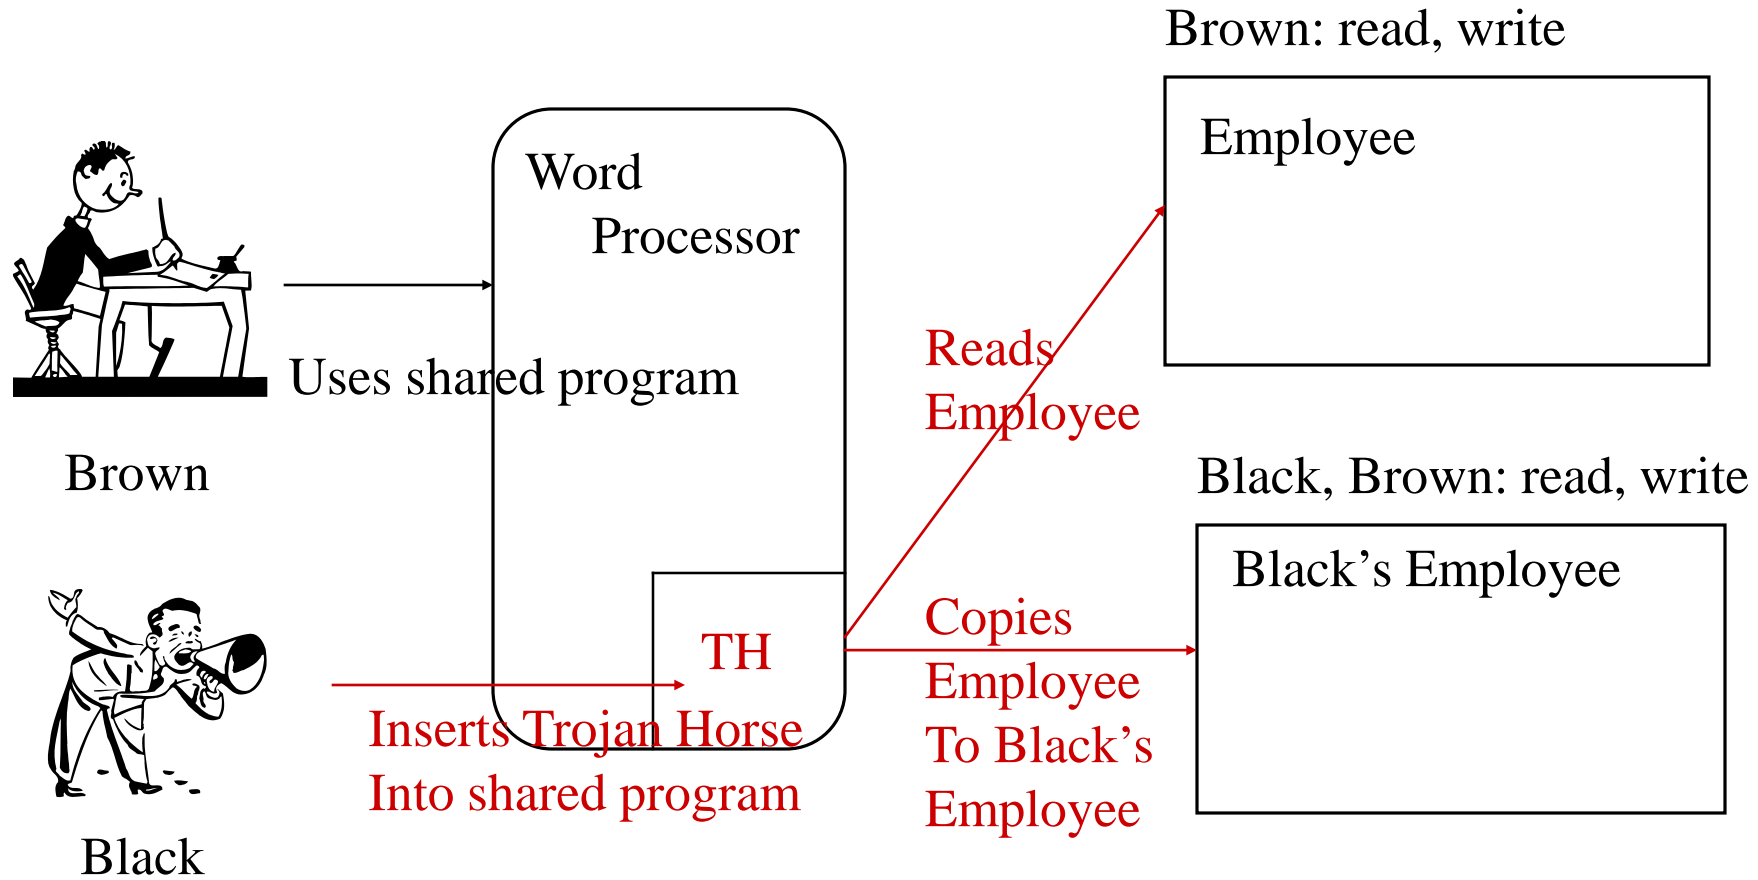 Brown: read, write
Employee
Word
Processor
Uses shared program
Brown
Reads
Employee
Black, Brown: read, write
Black’s Employee
TH
Inserts Trojan Horse
Into shared program
Copies
Employee
To Black’s
Employee
Black